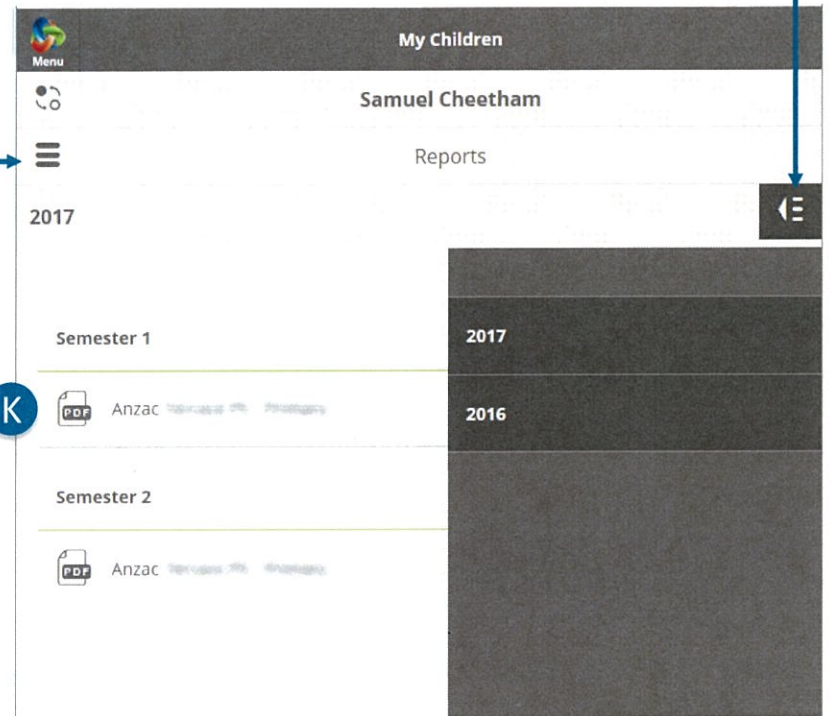 My Children
Menu
Samuel Cheetham
Reports
2017
Semester 1
2017
K
PDF Anzac
2016
Semester 2
PDF Anzac